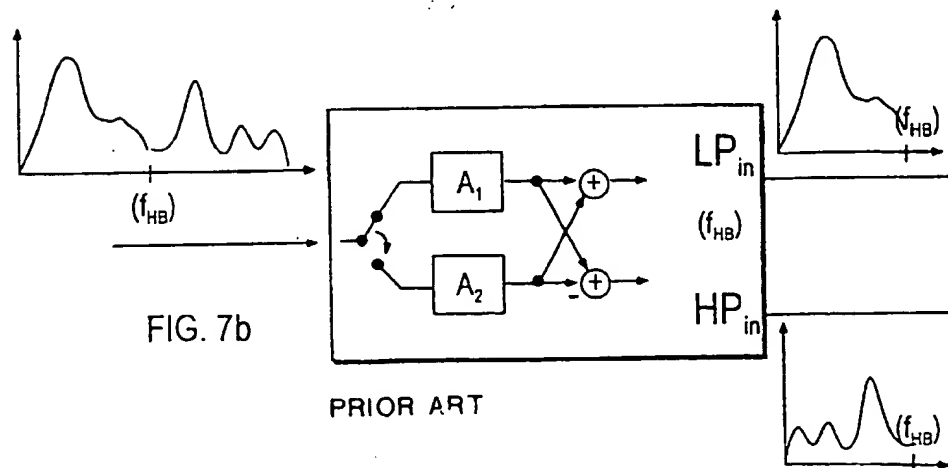 (f_HB)
FIG. 7b
A₁
A₂
+
+
-
LP_in
(f_HB)
HP_in
(f_HB)
(f_HB)
PRIOR ART